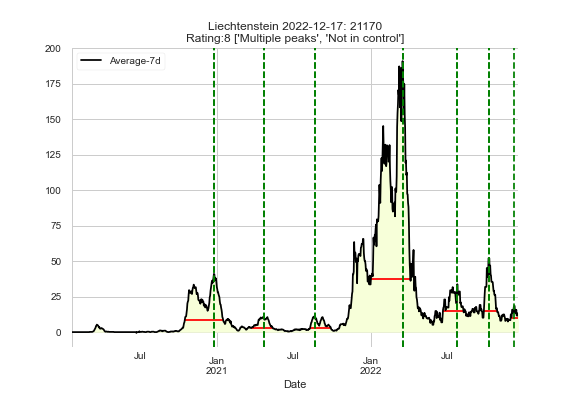 Liechtenstein 2022-12-17: 21170
Rating:8 ['Multiple peaks', 'Not in control']
Average-7d
200
175
150
125
100
75
50
25
0
Jul
Jan
2021
Jul
Jan
2022
Jul
Date